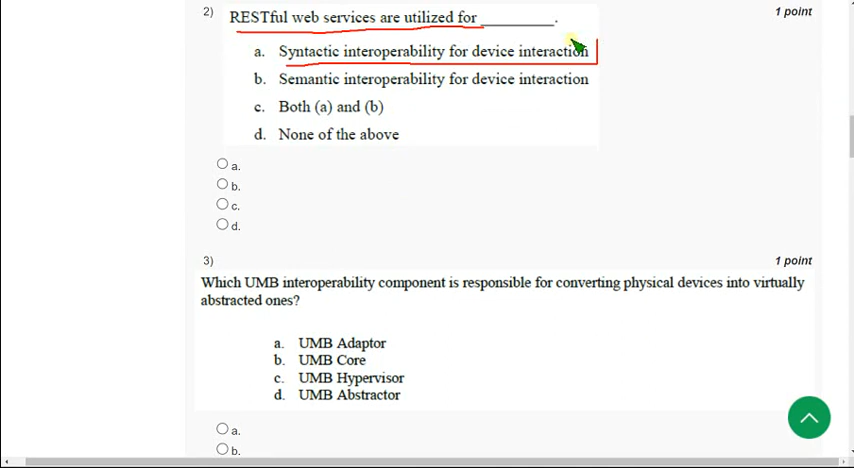 2)
1 point
RESTful web services are utilized for __________.
a. Syntactic interoperability for device interaction
b. Semantic interoperability for device interaction
c. Both (a) and (b)
d. None of the above
a.
b.
c.
d.
3)
1 point
Which UMB interoperability component is responsible for converting physical devices into virtually
abstracted ones?
a. UMB Adaptor
b. UMB Core
c. UMB Hypervisor
d. UMB Abstractor
a.
b.